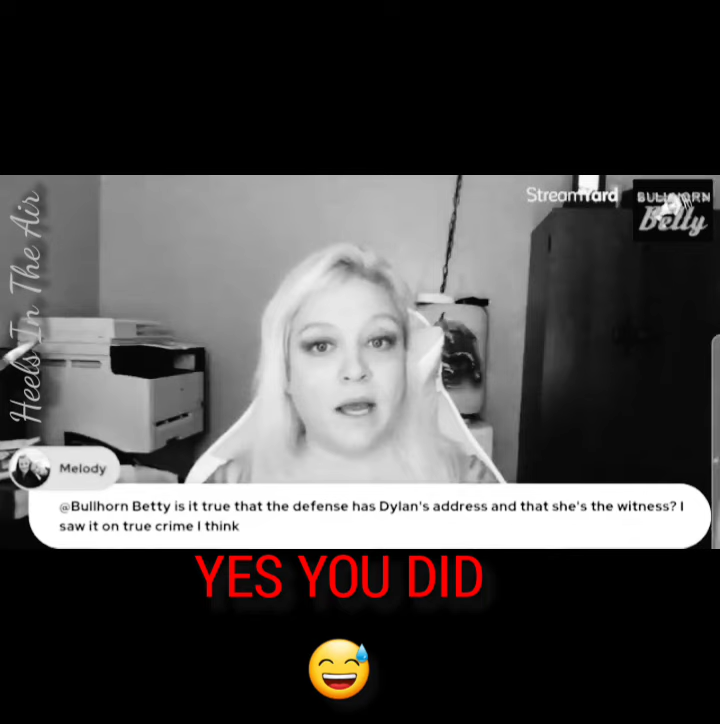 Heels In The Air
StreamYard
BULLHORN
Betty
Melody
@Bullhorn Betty is it true that the defense has Dylan's address and that she's the witness? I
saw it on true crime I think
YES YOU DID